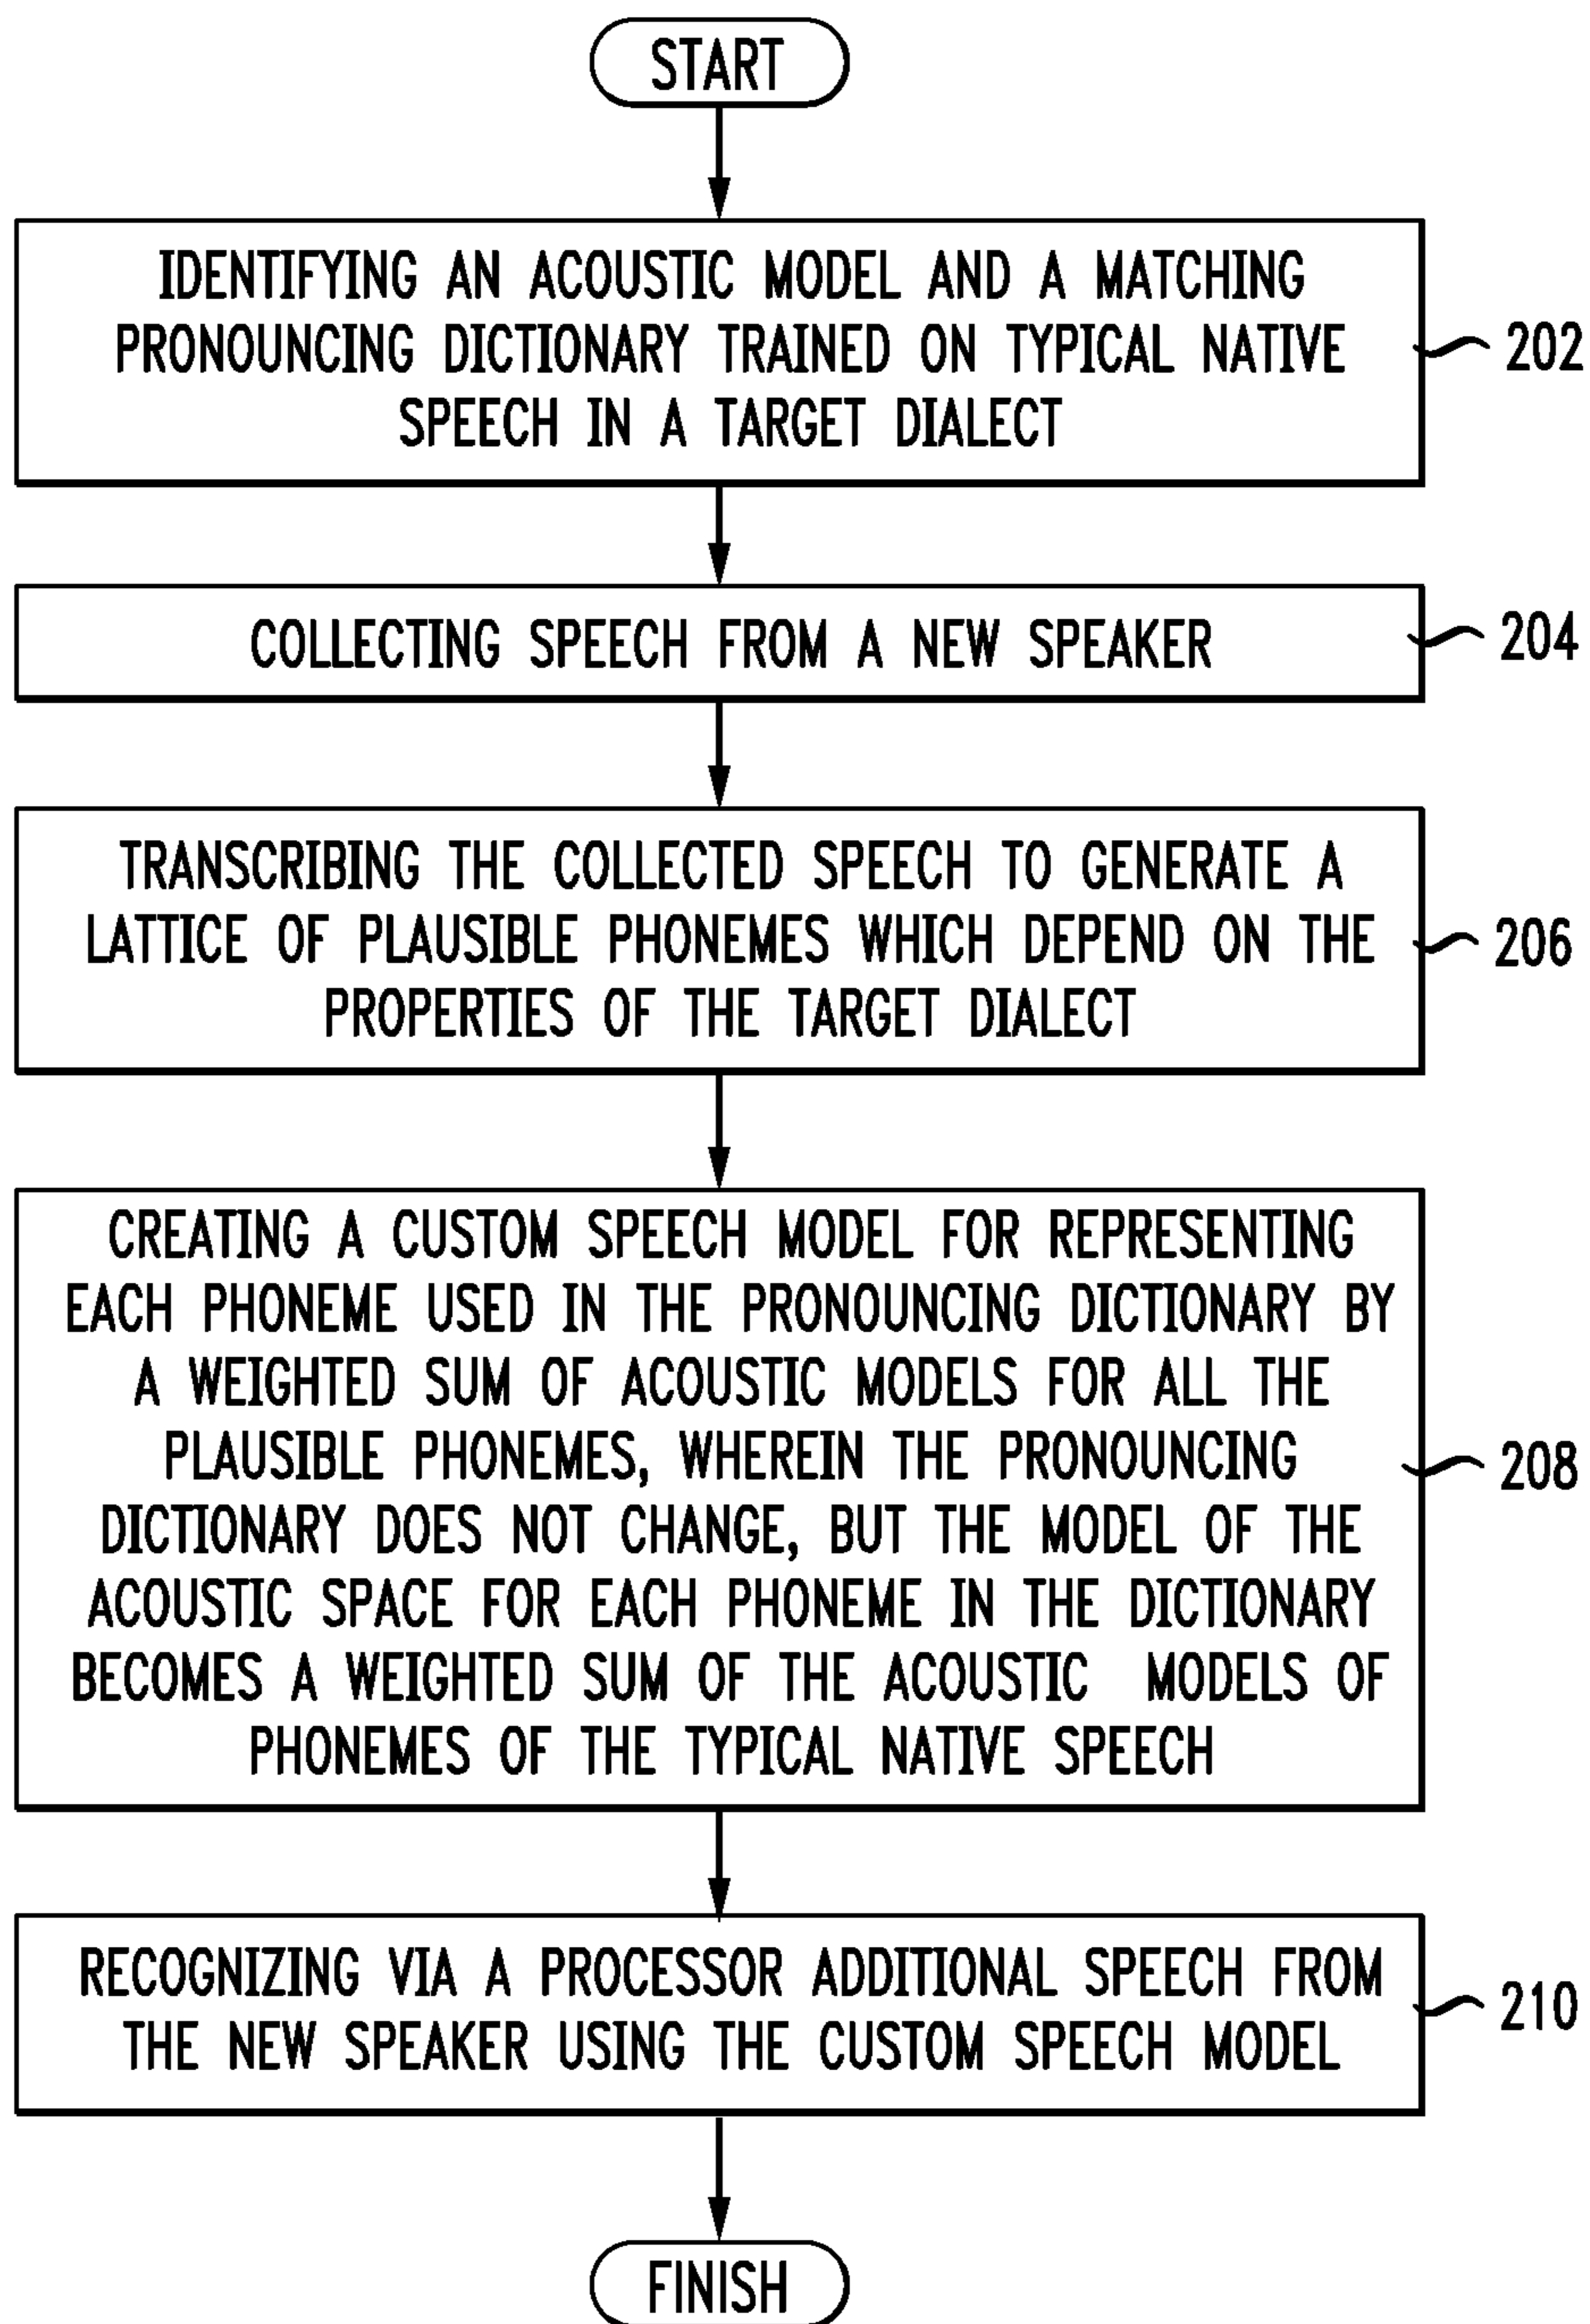 START
IDENTIFYING AN ACOUSTIC MODEL AND A MATCHING
PRONOUNCING DICTIONARY TRAINED ON TYPICAL NATIVE
SPEECH IN A TARGET DIALECT
202
COLLECTING SPEECH FROM A NEW SPEAKER
204
TRANSCRIBING THE COLLECTED SPEECH TO GENERATE A
LATTICE OF PLAUSIBLE PHONEMES WHICH DEPEND ON THE
PROPERTIES OF THE TARGET DIALECT
206
CREATING A CUSTOM SPEECH MODEL FOR REPRESENTING
EACH PHONEME USED IN THE PRONOUNCING DICTIONARY BY
A WEIGHTED SUM OF ACOUSTIC MODELS FOR ALL THE
PLAUSIBLE PHONEMES, WHEREIN THE PRONOUNCING
DICTIONARY DOES NOT CHANGE, BUT THE MODEL OF THE
ACOUSTIC SPACE FOR EACH PHONEME IN THE DICTIONARY
BECOMES A WEIGHTED SUM OF THE ACOUSTIC MODELS OF
PHONEMES OF THE TYPICAL NATIVE SPEECH
208
RECOGNIZING VIA A PROCESSOR ADDITIONAL SPEECH FROM
THE NEW SPEAKER USING THE CUSTOM SPEECH MODEL
210
FINISH